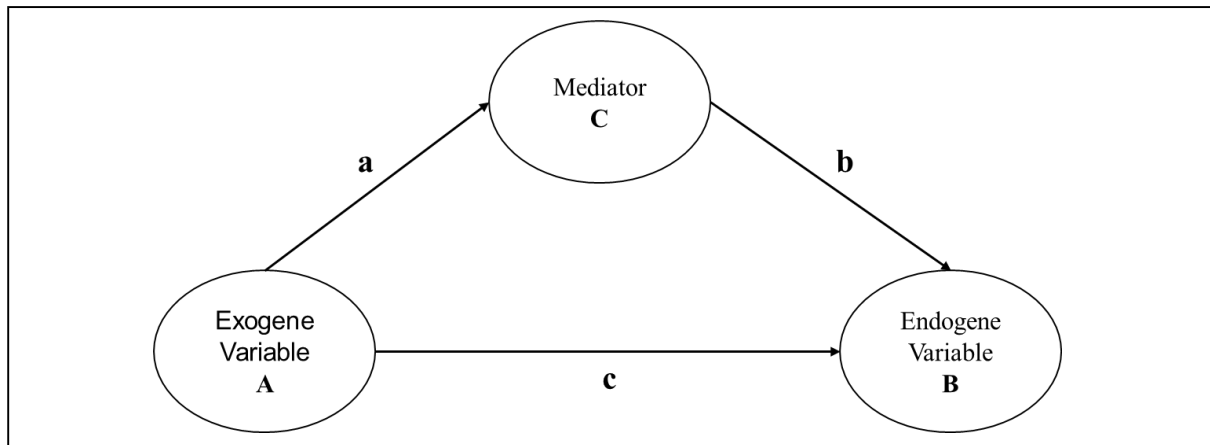 Mediator
C
a
b
Exogene
Variable
A
Endogene
Variable
B
c